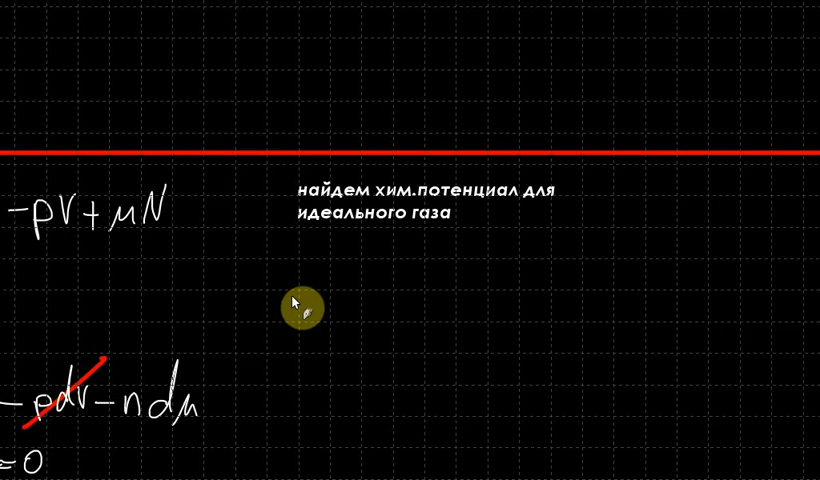 найдем хим.потенциал для
идеального газа
-pV+μN
-pdv-ndμ
=0